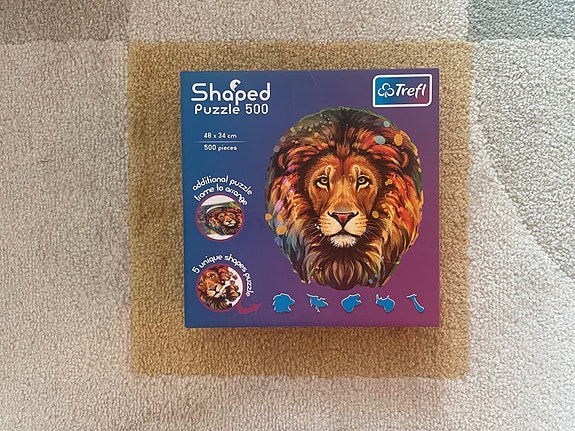 Shaped
Puzzle 500
Trefl
48 x 34 cm
500 pieces
additional puzzle
frame to arrange
5 unique shapes puzzle